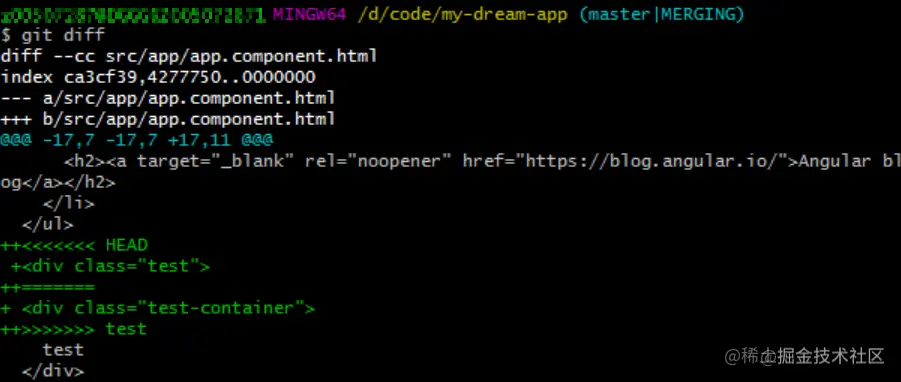 MINGW64 /d/code/my-dream-app (master|MERGING)
$ git diff
diff --cc src/app/app.component.html
index ca3cf39,4277750..0000000
--- a/src/app/app.component.html
+++ b/src/app/app.component.html
@@@ -17,7 -17,7 +17,11 @@@
      <h2><a target="_blank" rel="noopener" href="https://blog.angular.io/">Angular bl
og</a></h2>
    </li>
  </ul>
++<<<<<<< HEAD
 +<div class="test">
++=======
+ <div class="test-container">
++>>>>>>> test
    test
  </div>
@稀土掘金技术社区